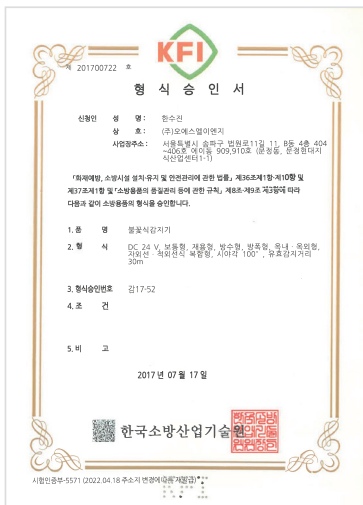 KFI
제 201700722 호
형 식 승 인 서
신청인 성 명 : 한수진
상 호 : (주)오에스엘이엔지
사업장주소 : 서울특별시 송파구 법원로11길 11, B동 4층 404
~406호 에이동 909,910호 (문정동, 문정현대지
식산업센터1-1)
「화재예방, 소방시설 설치·유지 및 안전관리에 관한 법률」 제36조제1항·제10항 및
제37조제1항 및 「소방용품의 품질관리 등에 관한 규칙」 제8조·제9조 제3항에 따라
다음과 같이 소방용품의 형식을 승인합니다.
1. 품 명 불꽃식감지기
2. 형 식 DC 24 V, 보통형, 재용형, 방수형, 방폭형, 옥내·옥외형,
자외선·적외선식 복합형, 시야각 100°, 유효감지거리
30m
3. 형식승인번호 감17-52
4. 조 건
5. 비 고
2017 년 07 월 17 일
한국소방산업기술원
시험인증부-5571 (2022.04.18 주소지 변경에 따른 재발급)